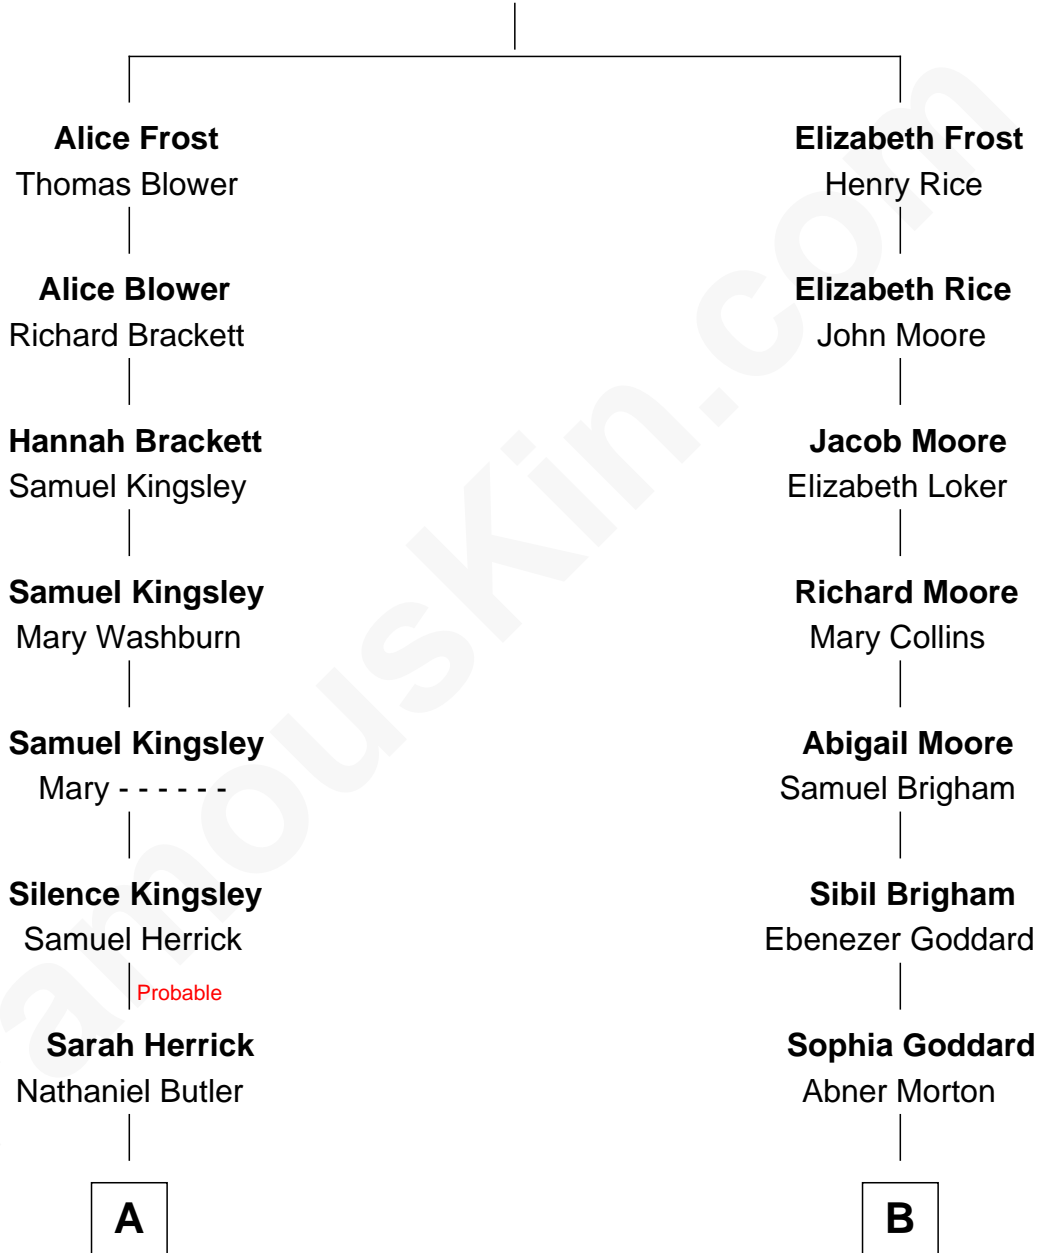 Alice Frost
Thomas Blower
Elizabeth Frost
Henry Rice
Alice Blower
Richard Brackett
Elizabeth Rice
John Moore
Hannah Brackett
Samuel Kingsley
Jacob Moore
Elizabeth Loker
Samuel Kingsley
Mary Washburn
Richard Moore
Mary Collins
Samuel Kingsley
Mary - - - - - -
Abigail Moore
Samuel Brigham
Silence Kingsley
Samuel Herrick
Sibil Brigham
Ebenezer Goddard
Probable
Sarah Herrick
Nathaniel Butler
Sophia Goddard
Abner Morton
A
B
amousKin.com